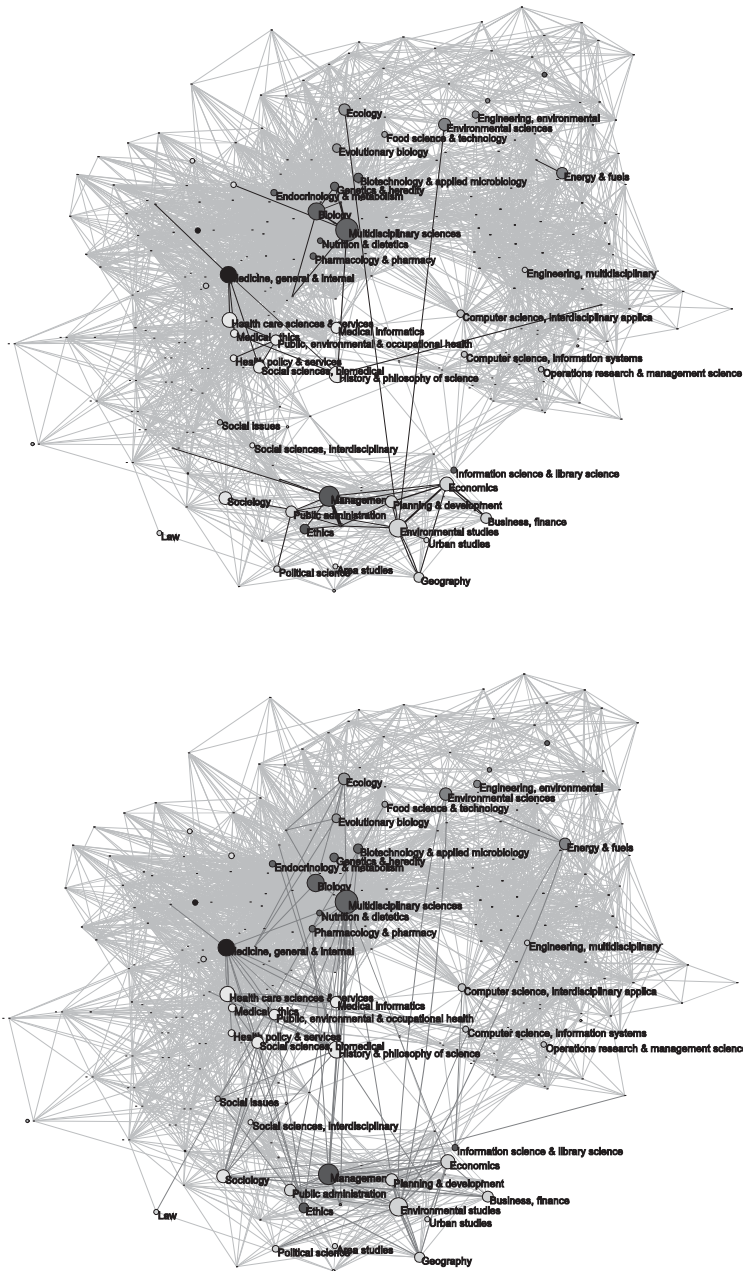 Ecology
Engineering, environmental
Environmental sciences
Food science & technology
Evolutionary biology
Biotechnology & applied microbiology
Energy & fuels
Genetics & heredity
Endocrinology & metabolism
Biology
Multidisciplinary sciences
Nutrition & dietetics
Pharmacology & pharmacy
Engineering, multidisciplinary
edicine, general & internal
Computer science, interdisciplinary applica
Health care sciences & services
Medical informatics
Medical ethics
Public, environmental & occupational health
Computer science, information systems
Health policy & services
Social sciences, biomedical
Operations research & management science
History & philosophy of science
Social issues
Social sciences, interdisciplinary
Information science & library science
Economics
Sociology
Management
Planning & development
Public administration
Business, finance
Ethics
Environmental studies
Law
Urban studies
Political science
Area studies
Geography
Ecology
Engineering, environmental
Environmental sciences
Food science & technology
Evolutionary biology
Energy & fuels
Biotechnology & applied microbiology
Genetics & heredity
Endocrinology & metabolism
Biology
Multidisciplinary sciences
Nutrition & dietetics
Pharmacology & pharmacy
Engineering, multidisciplinary
edicine, general & internal
Computer science, interdisciplinary applica
Health care sciences & services
Medical informatics
Medical ethics
Public, environmental & occupational health
Computer science, information systems
Health policy & services
Social sciences, biomedical
Operations research & management science
History & philosophy of science
Social issues
Social sciences, interdisciplinary
Information science & library science
Economics
Sociology
Management
Planning & development
Public administration
Business, finance
Ethics
Environmental studies
Law
Urban studies
Political science
Area studies
Geography